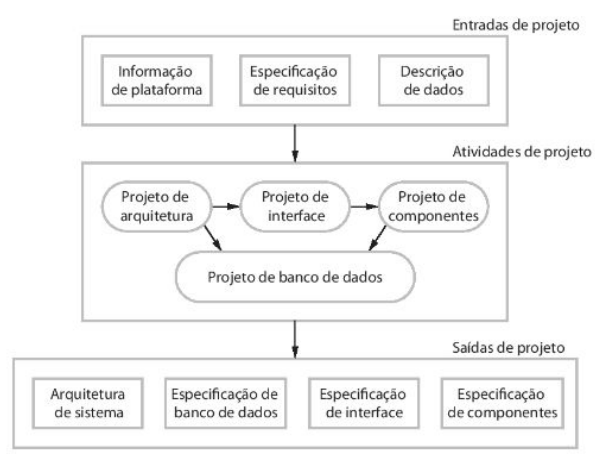 Entradas de projeto
Informação
de plataforma
Especificação
de requisitos
Descrição
de dados
Atividades de projeto
Projeto de
arquitetura
Projeto de
interface
Projeto de
componentes
Projeto de banco de dados
Saídas de projeto
Arquitetura
de sistema
Especificação de
banco de dados
Especificação
de interface
Especificação
de componentes